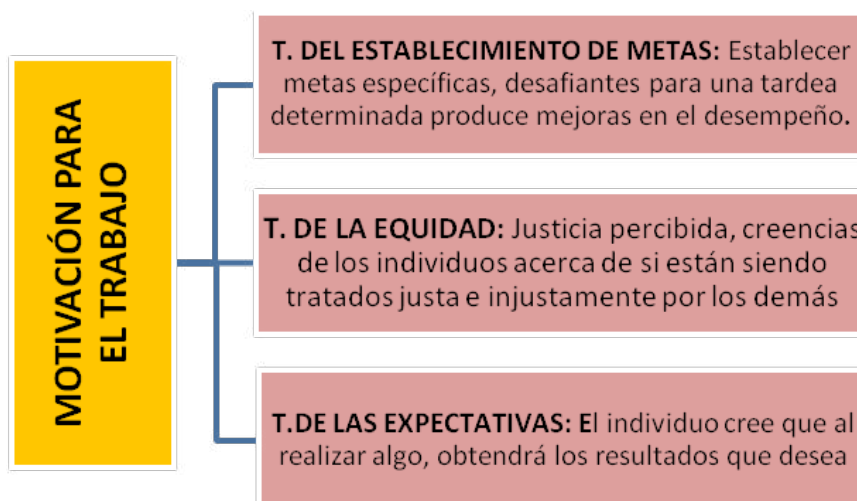 MOTIVACIÓN PARA
EL TRABAJO
T. DEL ESTABLECIMIENTO DE METAS: Establecer
metas específicas, desafiantes para una tardea
determinada produce mejoras en el desempeño.
T. DE LA EQUIDAD: Justicia percibida, creencias
de los individuos acerca de si están siendo
tratados justa e injustamente por los demás
T.DE LAS EXPECTATIVAS: El individuo cree que al
realizar algo, obtendrá los resultados que desea